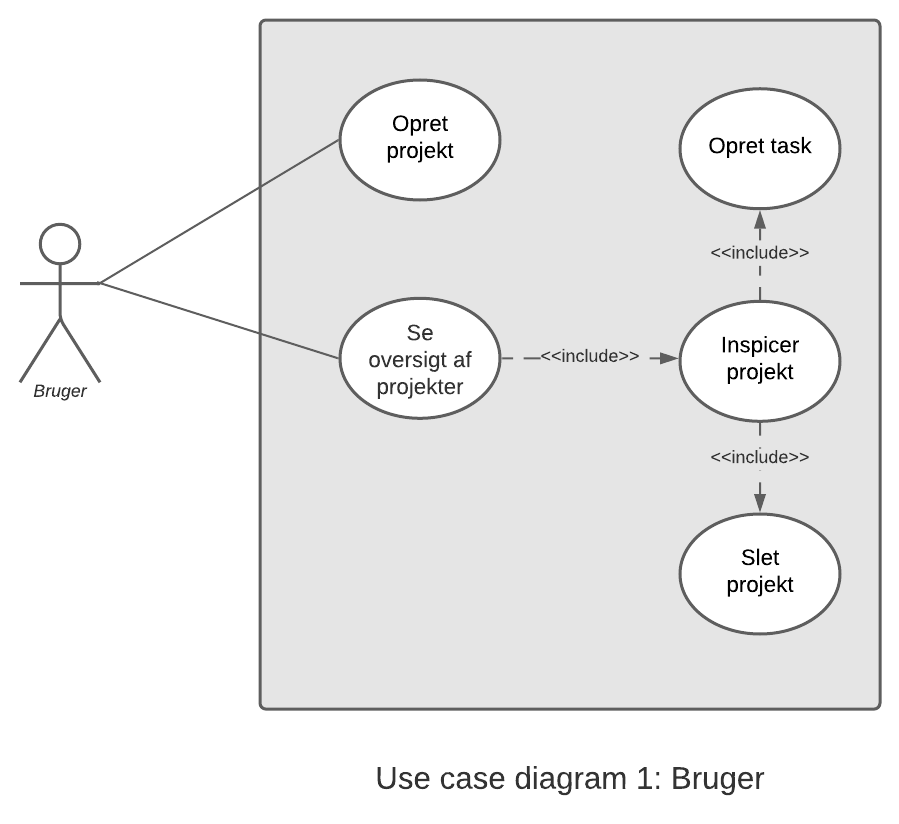 Opret
projekt
Opret task
<<include>>
Bruger
Se
oversigt af
projekter
<<include>>
Inspicer
projekt
<<include>>
Slet
projekt
Use case diagram 1: Bruger